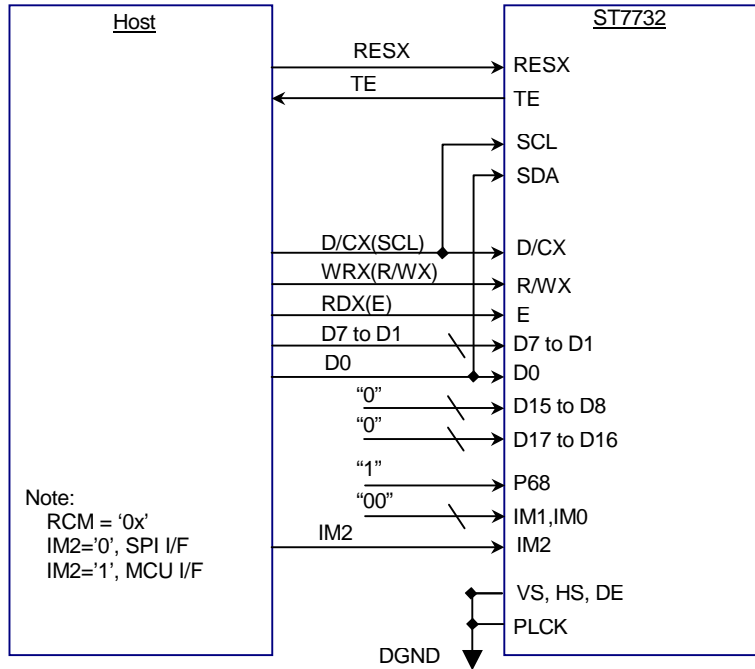 Host
ST7732
RESX
RESX
TE
TE
SCL
SDA
D/CX(SCL)
D/CX
WRX(R/WX)
R/WX
RDX(E)
E
D7 to D1
D7 to D1
D0
D0
“0”
D15 to D8
“0”
D17 to D16
“1”
P68
“00”
IM1,IM0
IM2
IM2
Note:
RCM = ‘0x’
IM2='0', SPI I/F
IM2='1', MCU I/F
VS, HS, DE
PLCK
DGND